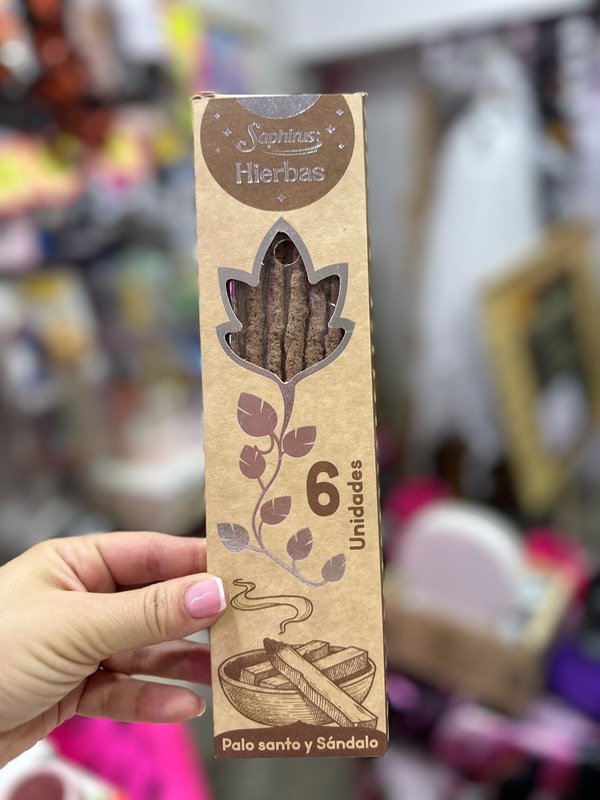 Saphirus
Hierbas
6
Unidades
Palo santo y Sándalo